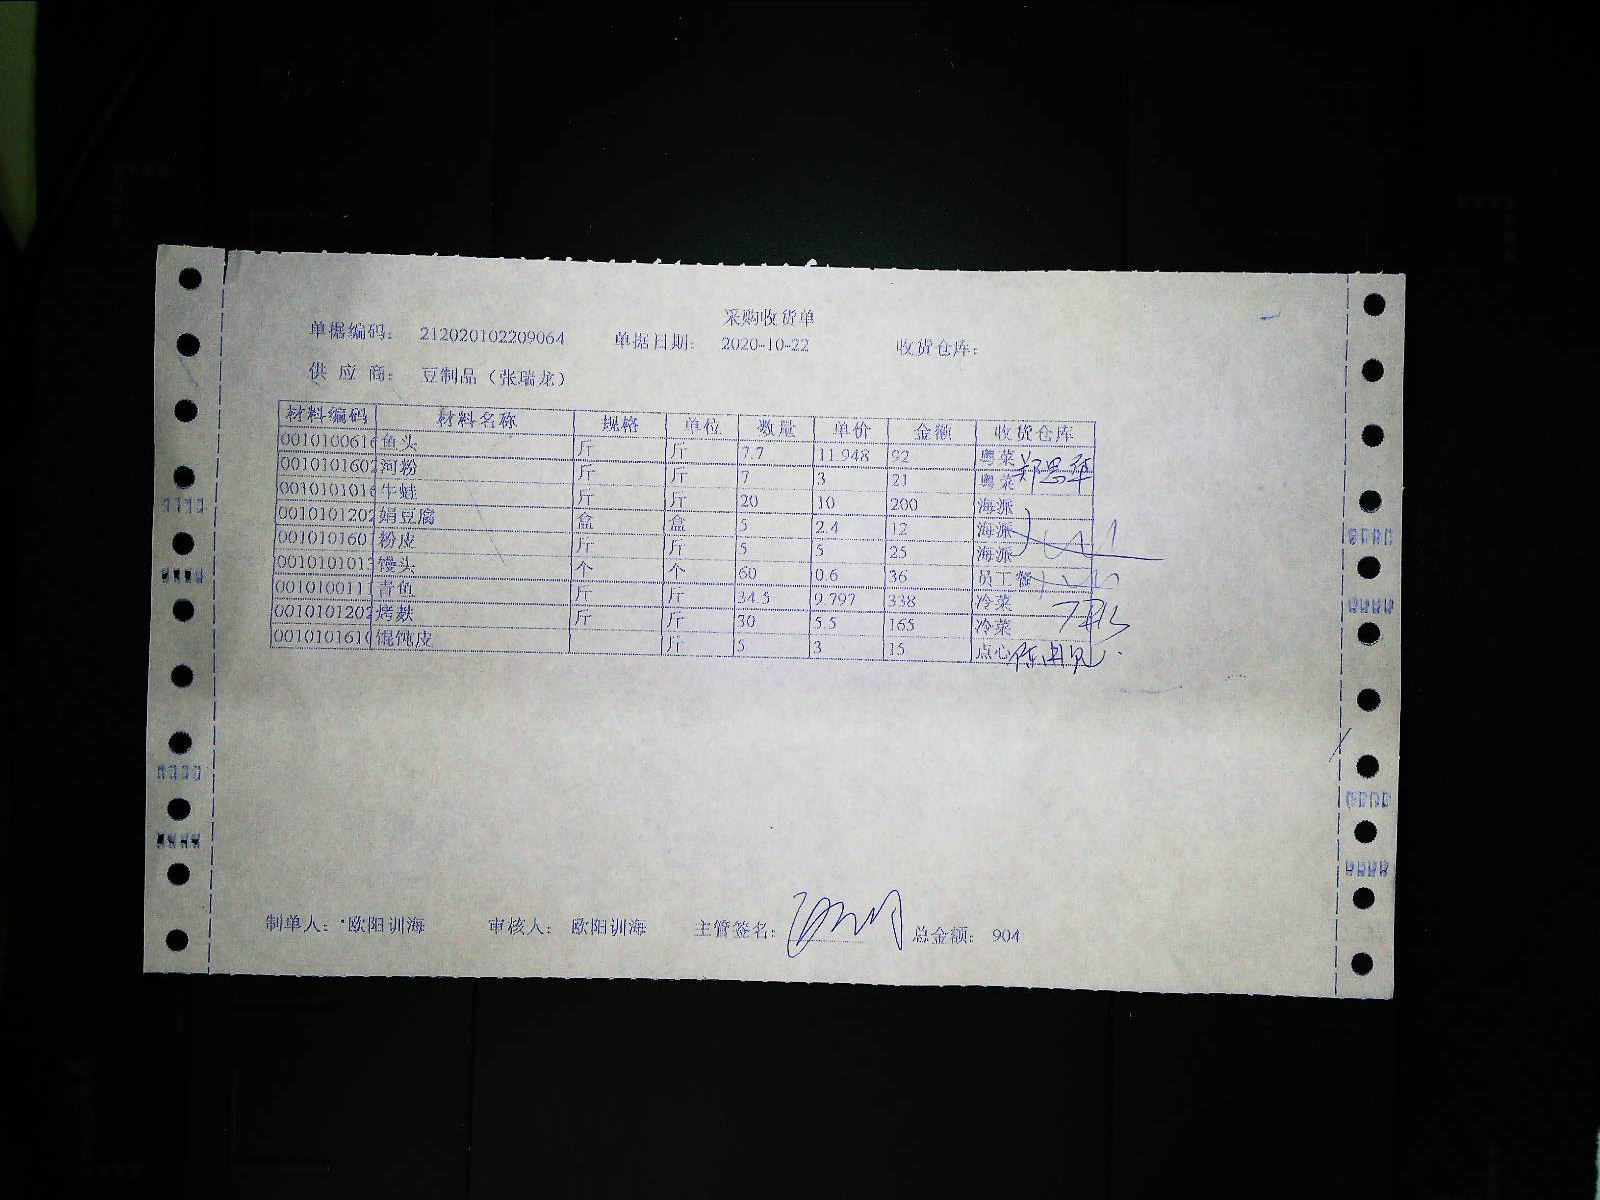 采购收货单
单据编码： 212020102209064 单据日期： 2020-10-22 收货仓库：
供 应 商： 豆制品（张瑞龙）
材料编码 材料名称 规格 单位 数量 单价 金额 收货仓库
0010100616 鱼头 斤 斤 7.7 11.948 92 粤菜
0010101602 河粉 斤 斤 7 3 21 粤菜
0010101016 牛蛙 斤 斤 20 10 200 海派
0010101202 绢豆腐 盒 盒 5 2.4 12 海派
0010101601 粉皮 斤 斤 5 5 25 海派
0010101013 馒头 个 个 60 0.6 36 员工餐
0010100111 青鱼 斤 斤 34.5 9.797 338 冷菜
0010101202 烤麸 斤 斤 30 5.5 165 冷菜
0010101610 馄饨皮 斤 5 3 15 点心
制单人： 欧阳训海 审核人： 欧阳训海 主管签名： 总金额： 904